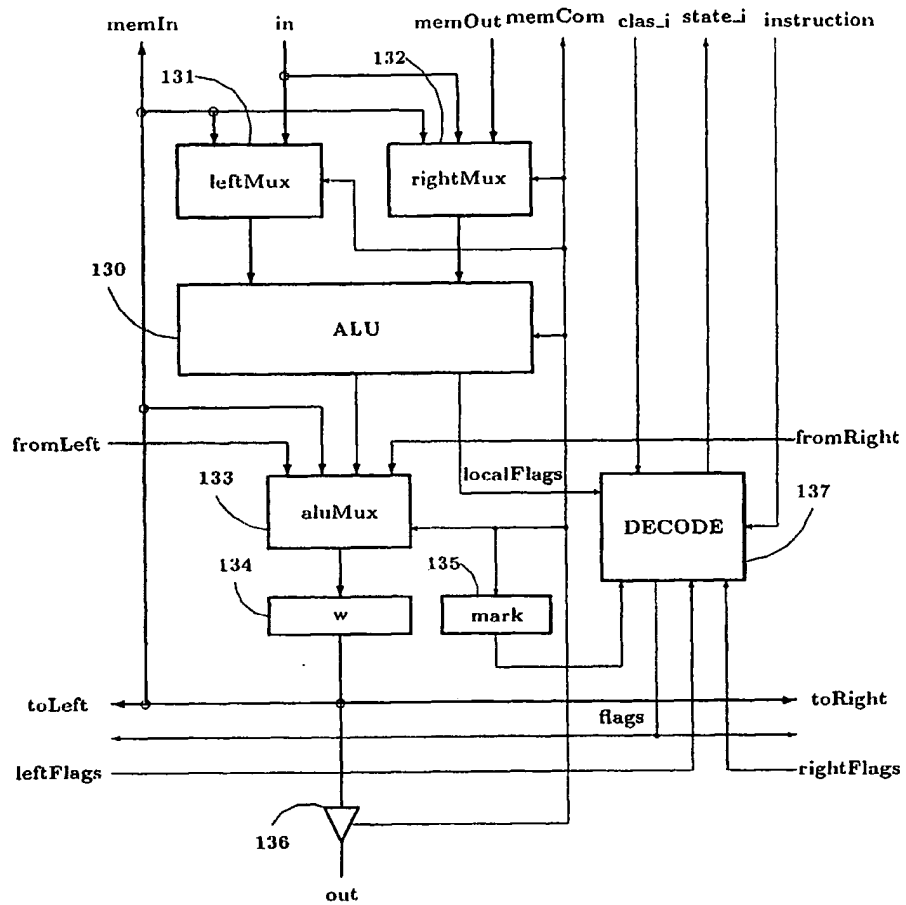 memIn
in
memOut
memCom
clas_i
state_i
instruction
131
132
leftMux
rightMux
130
ALU
fromLeft
fromRight
localFlags
133
137
aluMux
DECODE
134
135
w
mark
toLeft
toRight
flags
leftFlags
rightFlags
136
out